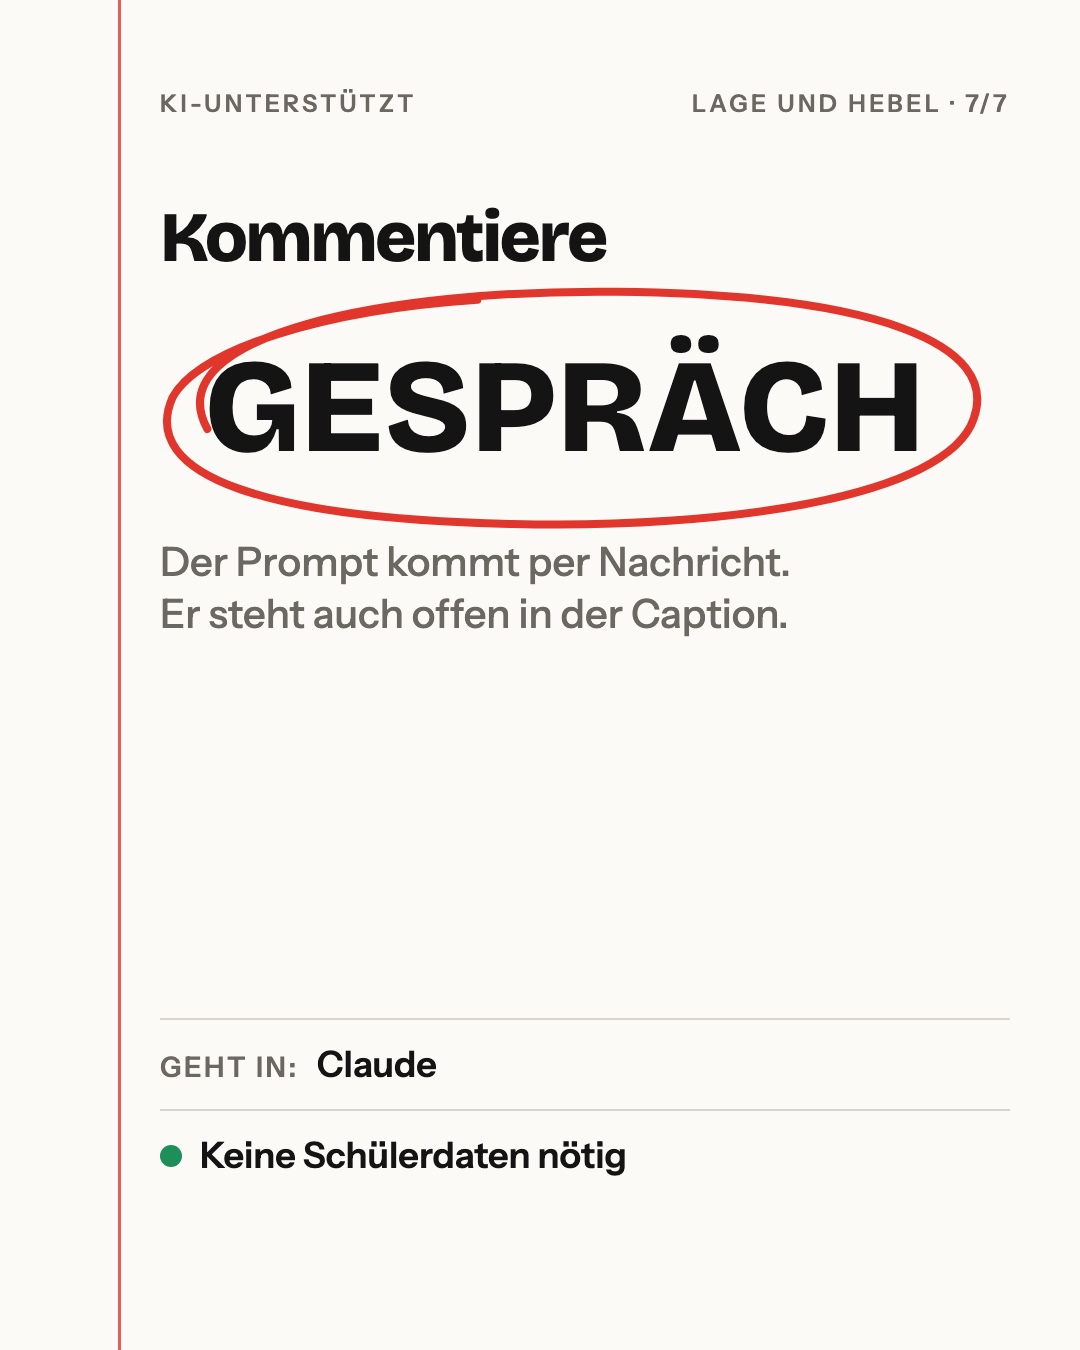 KI-UNTERSTÜTZT
LAGE UND HEBEL · 7/7
Kommentiere
GESPRÄCH
Der Prompt kommt per Nachricht.
Er steht auch offen in der Caption.
GEHT IN: Claude
Keine Schülerdaten nötig